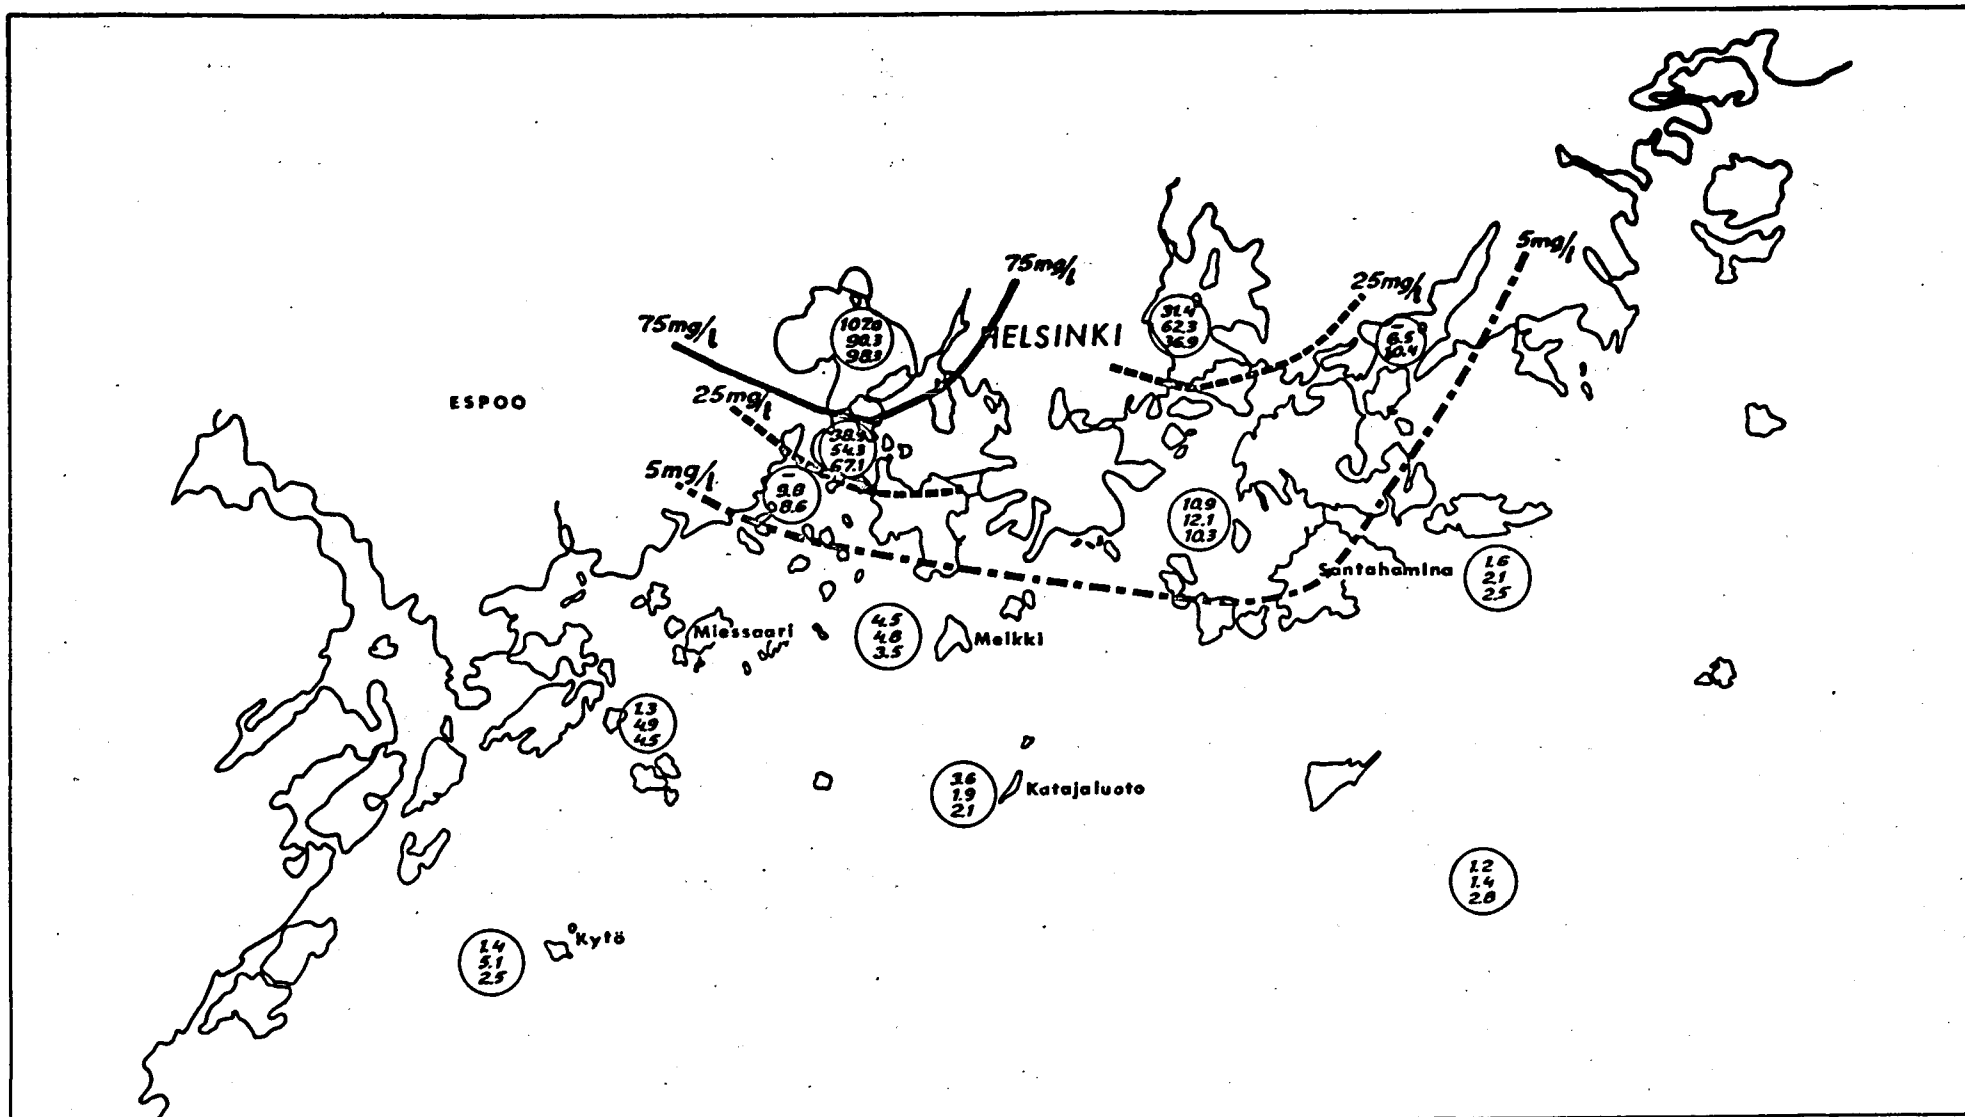 5mg/l
75mg/l
25mg/l
75mg/l
107.0
90.3
98.3
HELSINKI
31.4
62.3
36.9
–
6.5
10.4
ESPOO
25mg/l
38.9
54.3
67.1
5mg/l
–
9.8
8.6
10.9
12.1
10.3
Santahamina
1.6
2.1
2.5
Miessaari
4.5
4.8
3.5
Melkki
1.3
4.9
4.5
3.6
1.9
2.1
Katajaluoto
1.2
1.4
2.8
1.4
5.1
2.5
Kytö